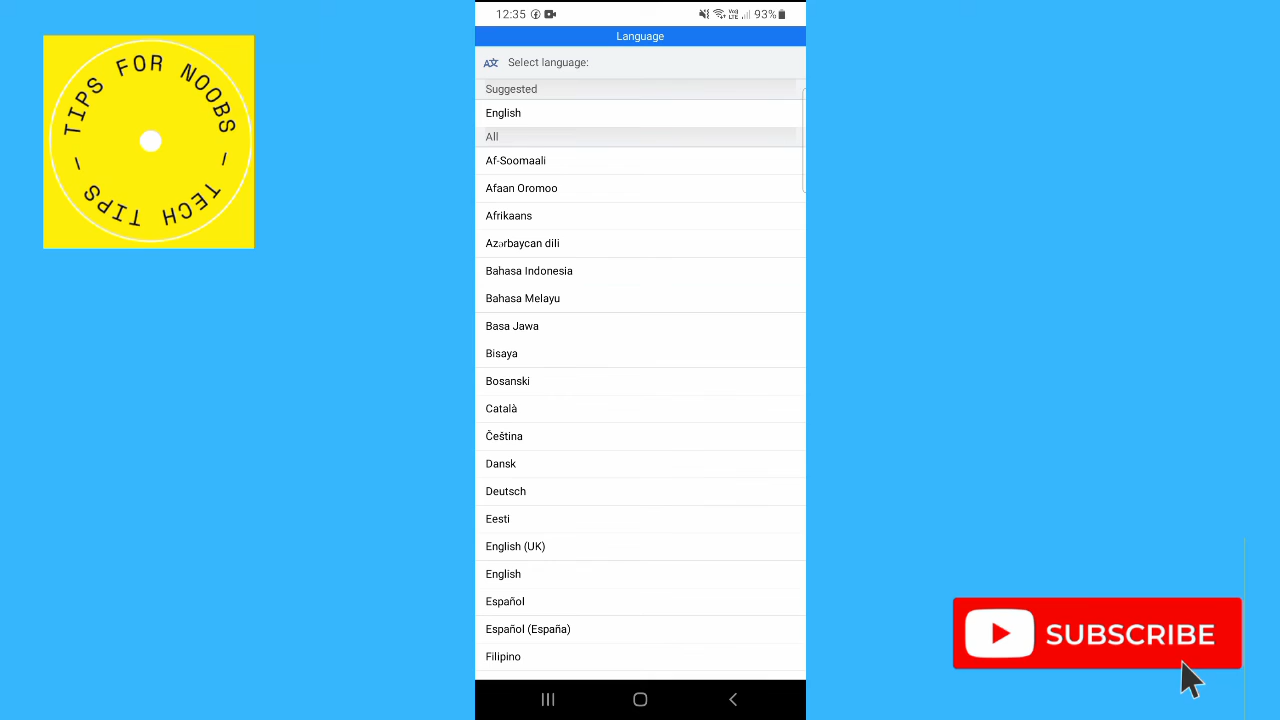 TIPS FOR NOOBS
— TECH TIPS —
12:35
93%
Language
Select language:
Suggested
English
All
Af-Soomaali
Afaan Oromoo
Afrikaans
Azərbaycan dili
Bahasa Indonesia
Bahasa Melayu
Basa Jawa
Bisaya
Bosanski
Català
Čeština
Dansk
Deutsch
Eesti
English (UK)
English
Español
Español (España)
Filipino
SUBSCRIBE